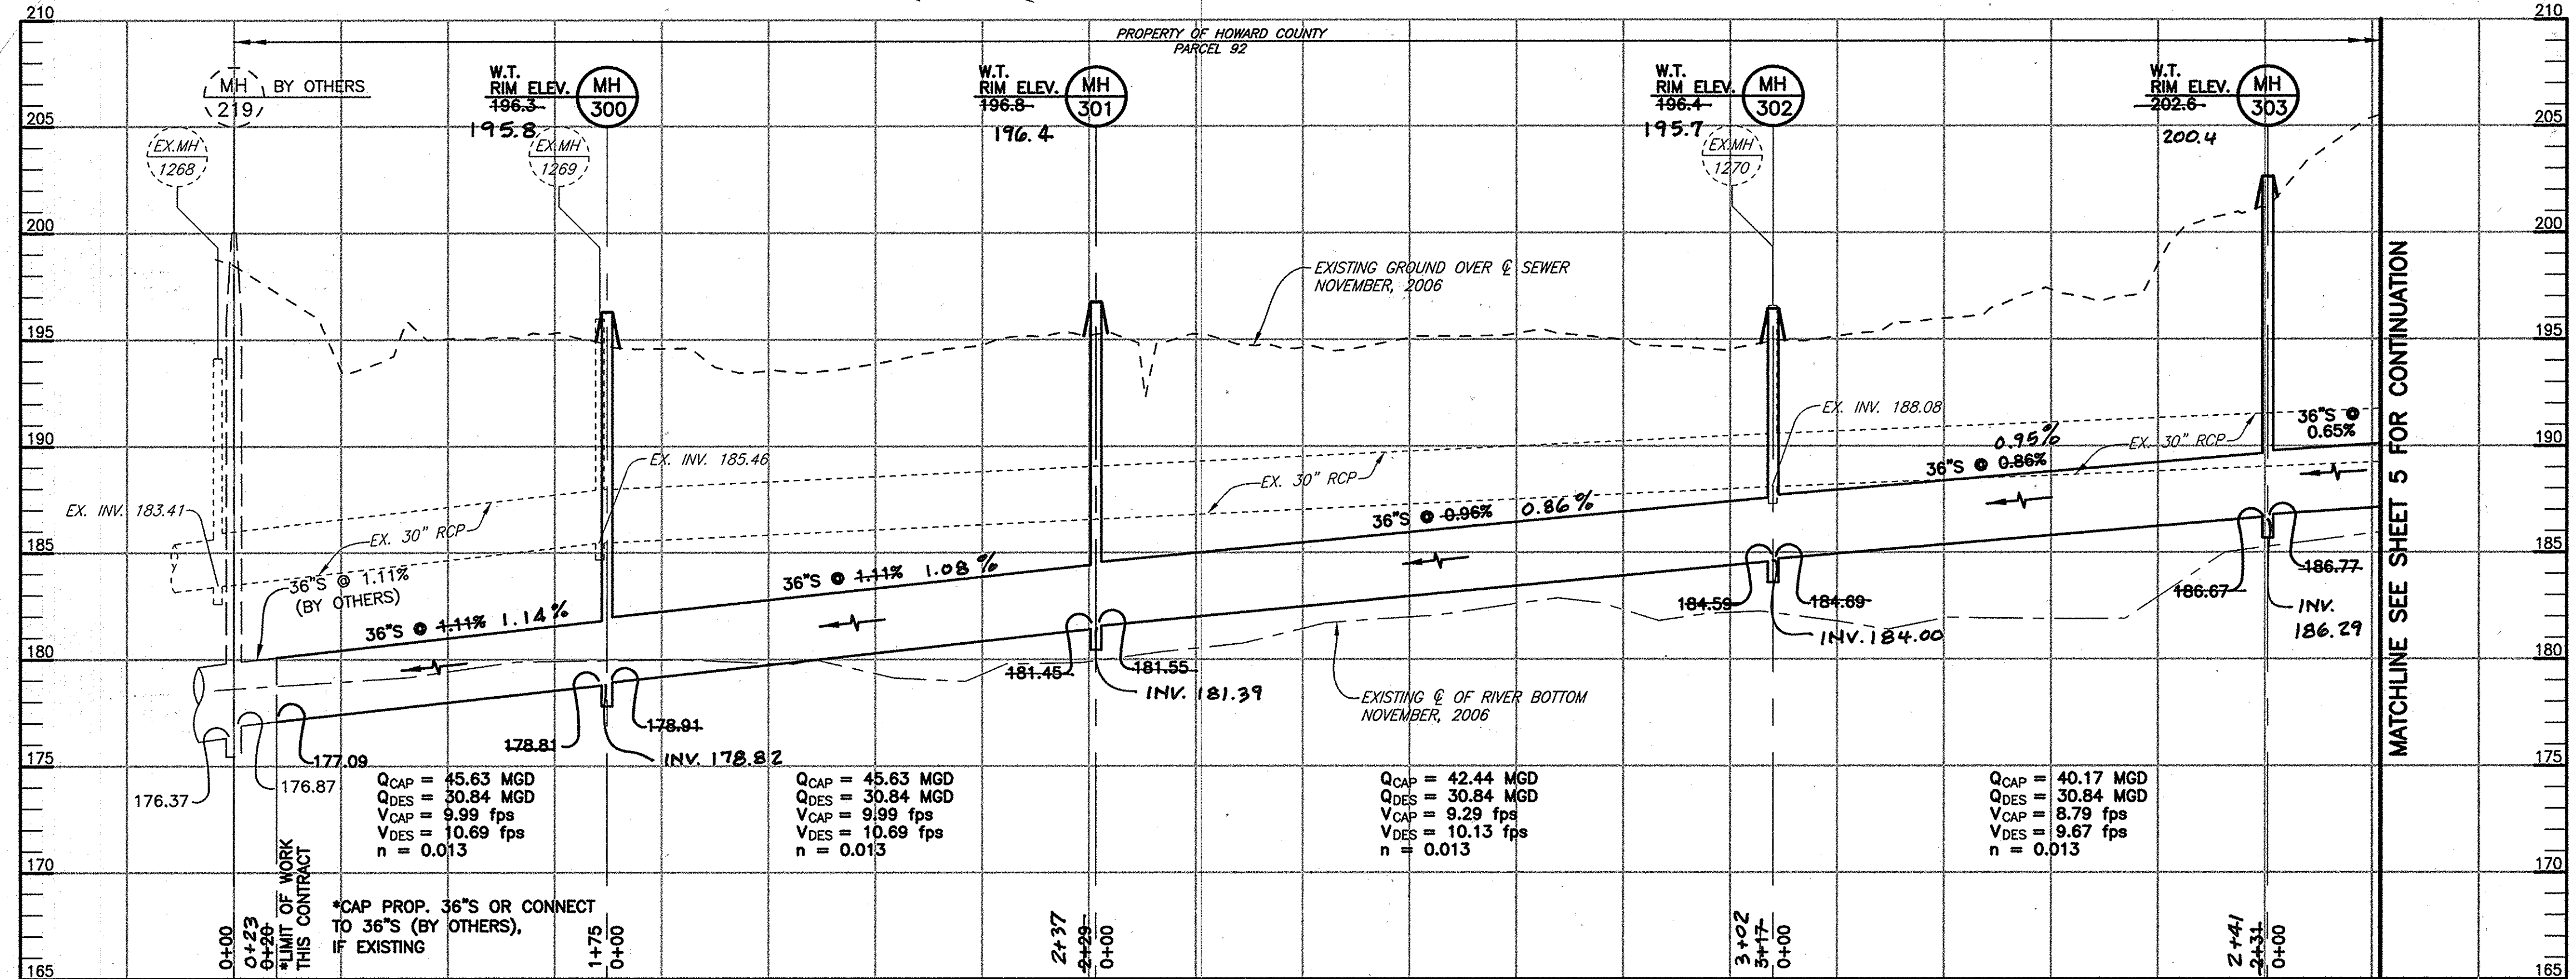 210
210
PROPERTY OF HOWARD COUNTY
PARCEL 92
MH
219
BY OTHERS
W.T.
RIM ELEV.
196.3
195.8
MH
300
W.T.
RIM ELEV.
196.8
196.4
MH
301
W.T.
RIM ELEV.
196.4
195.7
MH
302
W.T.
RIM ELEV.
202.6
200.4
MH
303
205
205
EX.MH
1268
EX.MH
1269
EX.MH
1270
200
200
EXISTING GROUND OVER ℄ SEWER
NOVEMBER, 2006
195
195
MATCHLINE SEE SHEET 5 FOR CONTINUATION
190
190
EX. INV. 188.08
0.95%
36"S @ 0.86%
EX. 30" RCP
36"S @
0.65%
EX. INV. 185.46
EX. 30" RCP
36"S @ 0.96% 0.86%
EX. INV. 183.41
EX. 30" RCP
185
185
36"S @ 1.11%
(BY OTHERS)
36"S @ 1.11% 1.14%
36"S @ 1.11% 1.08%
184.59
184.69
INV. 184.00
186.67
186.77
INV.
186.29
180
180
181.45
181.55
INV. 181.39
EXISTING ℄ OF RIVER BOTTOM
NOVEMBER, 2006
178.81
178.91
INV. 178.82
177.09
176.87
176.37
175
175
QCAP = 45.63 MGD
QDES = 30.84 MGD
VCAP = 9.99 fps
VDES = 10.69 fps
n = 0.013
QCAP = 45.63 MGD
QDES = 30.84 MGD
VCAP = 9.99 fps
VDES = 10.69 fps
n = 0.013
QCAP = 42.44 MGD
QDES = 30.84 MGD
VCAP = 9.29 fps
VDES = 10.13 fps
n = 0.013
QCAP = 40.17 MGD
QDES = 30.84 MGD
VCAP = 8.79 fps
VDES = 9.67 fps
n = 0.013
170
170
*LIMIT OF WORK
THIS CONTRACT
*CAP PROP. 36"S OR CONNECT
TO 36"S (BY OTHERS),
IF EXISTING
0+00
0+23
0+20
1+75
0+00
2+37
2+29
0+00
3+02
3+17
0+00
2+41
2+31
0+00
165
165